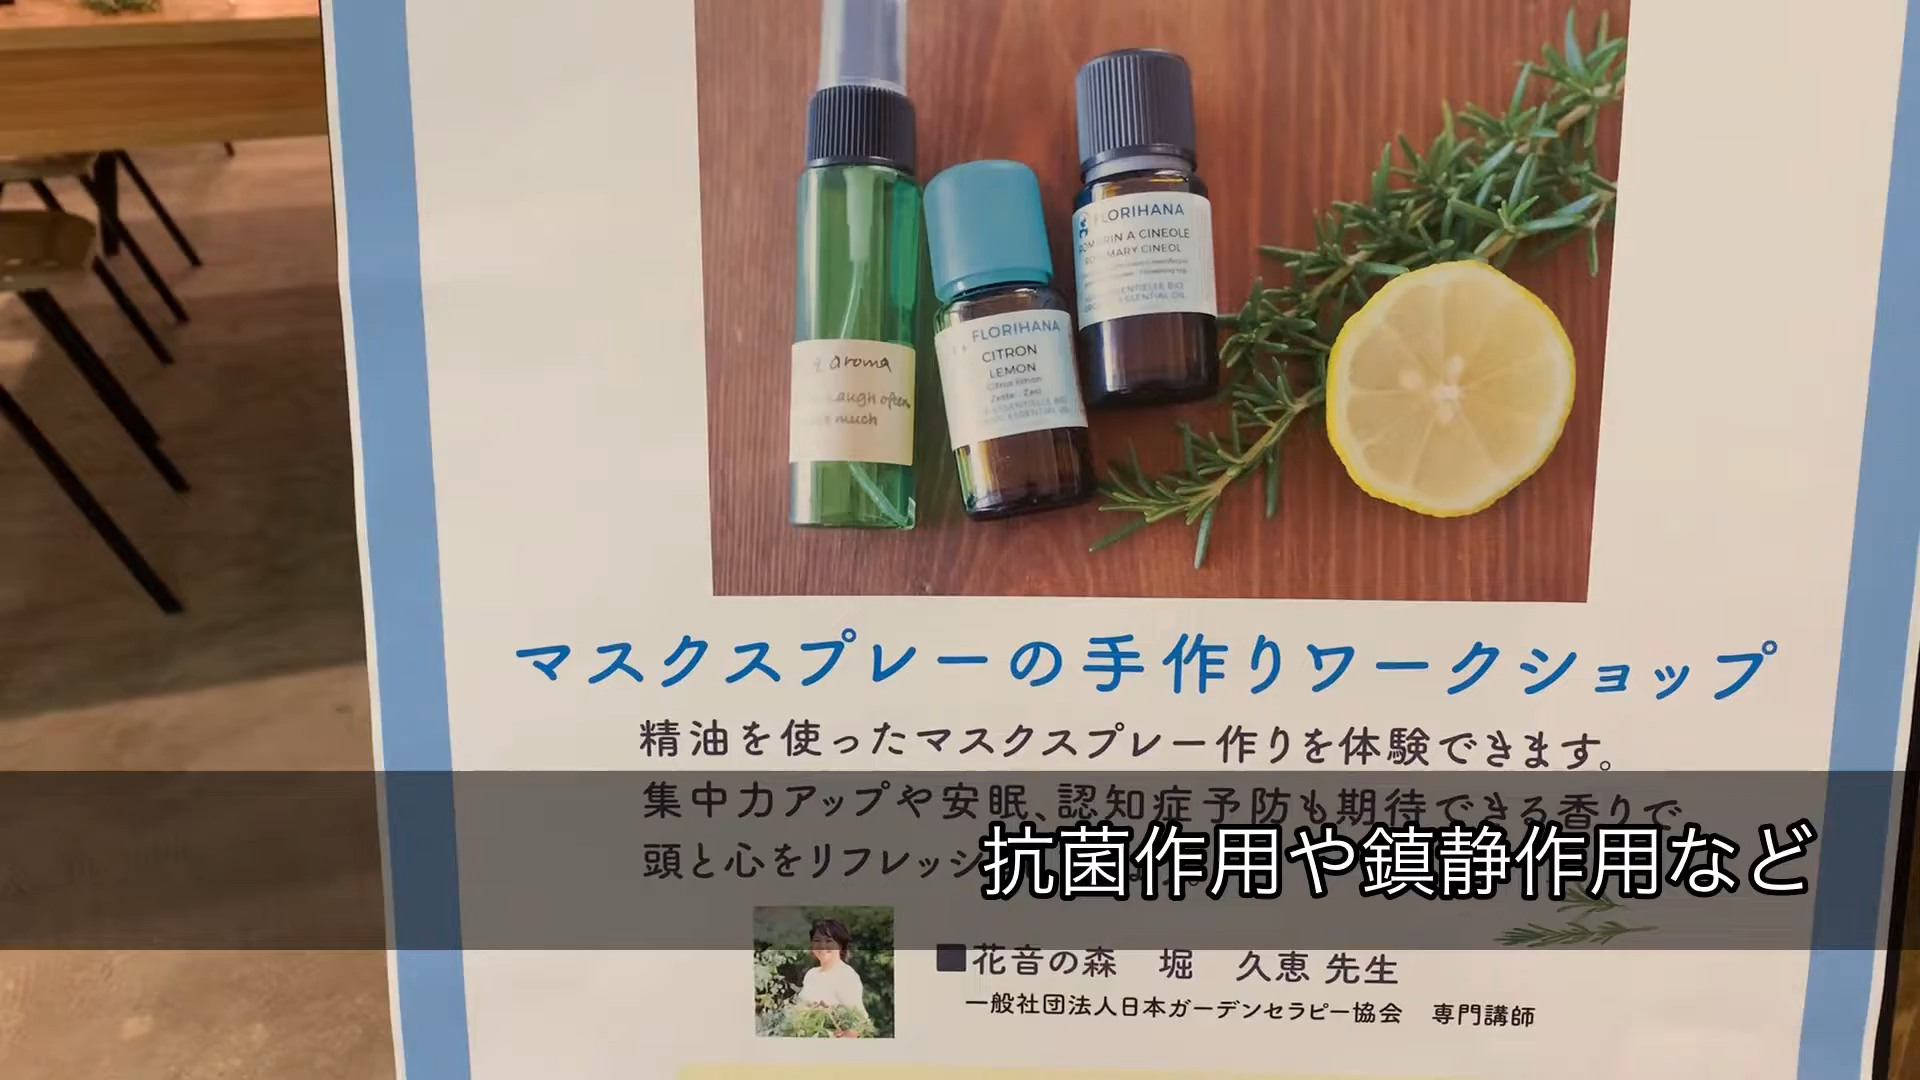 FLORIHANA
ROMARIN A CINEOLE
ROSEMARY CINEOL
FLORIHANA
CITRON
LEMON
Zeste - Zest
aroma
Laugh often
much
マスクスプレーの手作りワークショップ
精油を使ったマスクスプレー作りを体験できます。
集中力アップや安眠、認知症予防も期待できる香りで
頭と心をリフレッシ
抗菌作用や鎮静作用など
■花音の森 堀 久恵 先生
一般社団法人日本ガーデンセラピー協会 専門講師